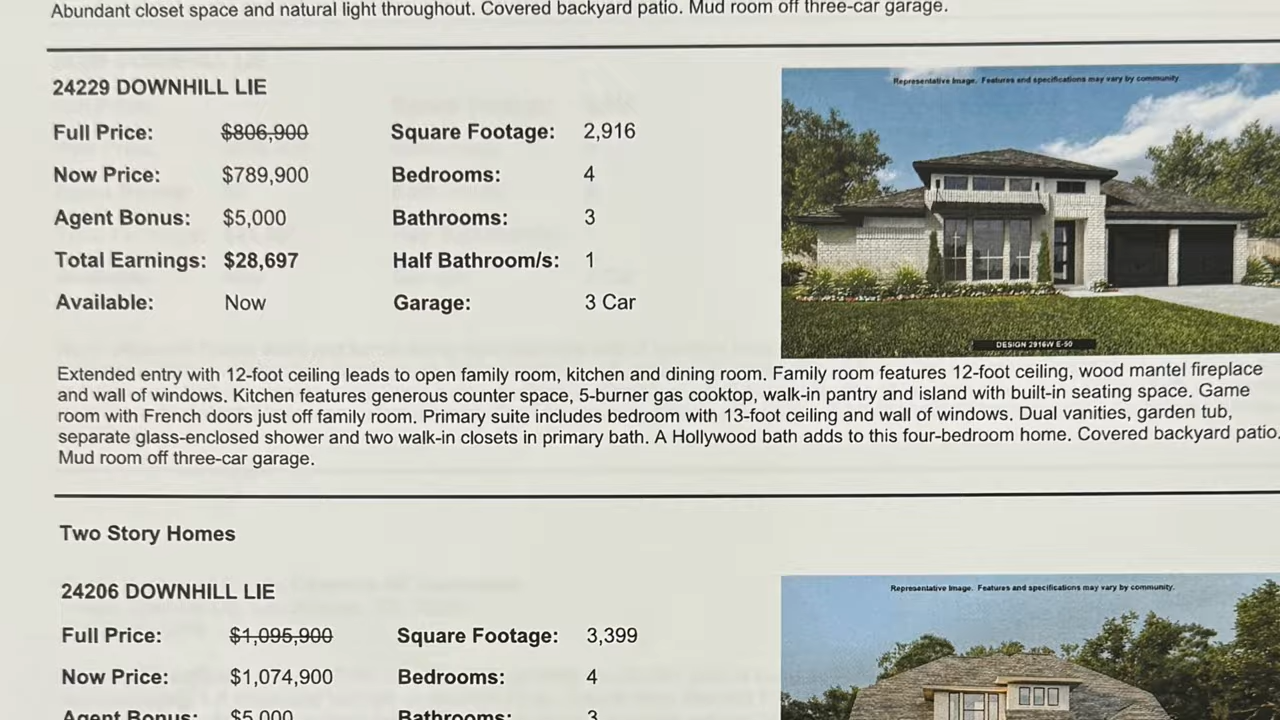 Abundant closet space and natural light throughout. Covered backyard patio. Mud room off three-car garage.
24229 DOWNHILL LIE
Full Price: $806,900 Square Footage: 2,916
Now Price: $789,900 Bedrooms: 4
Agent Bonus: $5,000 Bathrooms: 3
Total Earnings: $28,697 Half Bathroom/s: 1
Available: Now Garage: 3 Car
Representative Image. Features and specifications may vary by community
DESIGN 2916W E-50
Extended entry with 12-foot ceiling leads to open family room, kitchen and dining room. Family room features 12-foot ceiling, wood mantel fireplace
and wall of windows. Kitchen features generous counter space, 5-burner gas cooktop, walk-in pantry and island with built-in seating space. Game
room with French doors just off family room. Primary suite includes bedroom with 13-foot ceiling and wall of windows. Dual vanities, garden tub,
separate glass-enclosed shower and two walk-in closets in primary bath. A Hollywood bath adds to this four-bedroom home. Covered backyard patio.
Mud room off three-car garage.
Two Story Homes
24206 DOWNHILL LIE
Full Price: $1,095,900 Square Footage: 3,399
Now Price: $1,074,900 Bedrooms: 4
Agent Bonus: $5,000 Bathrooms: 3
Representative Image. Features and specifications may vary by community.